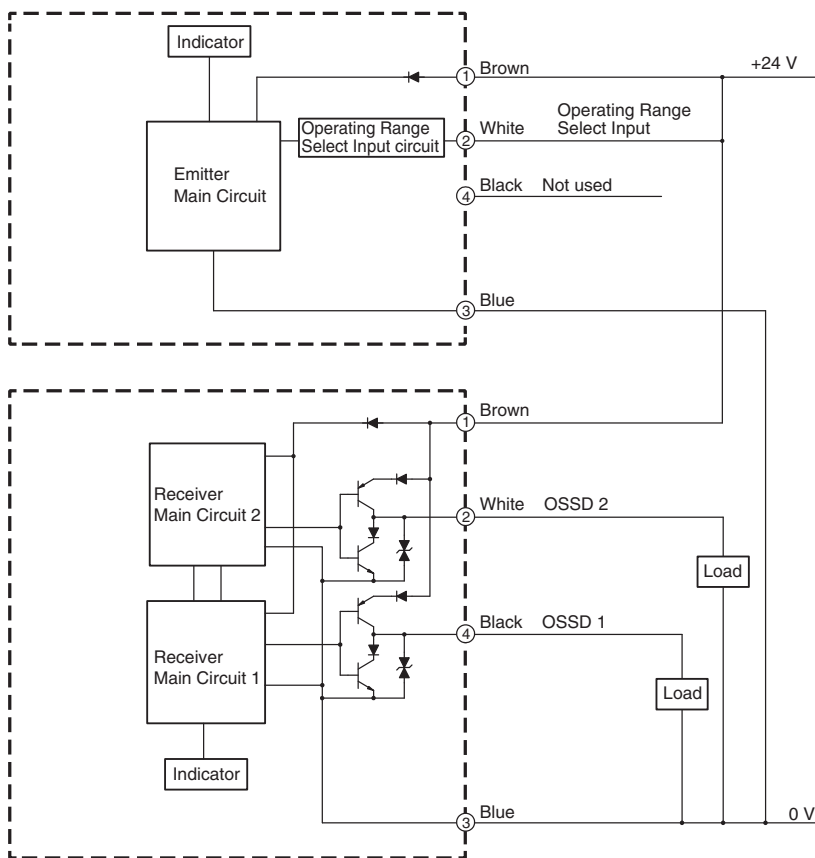 Indicator
1 Brown
+24 V
Operating Range
Select Input circuit
2 White
Operating Range
Select Input
Emitter
Main Circuit
4 Black Not used
3 Blue
1 Brown
Receiver
Main Circuit 2
2 White OSSD 2
Load
4 Black OSSD 1
Receiver
Main Circuit 1
Load
Indicator
3 Blue
0 V